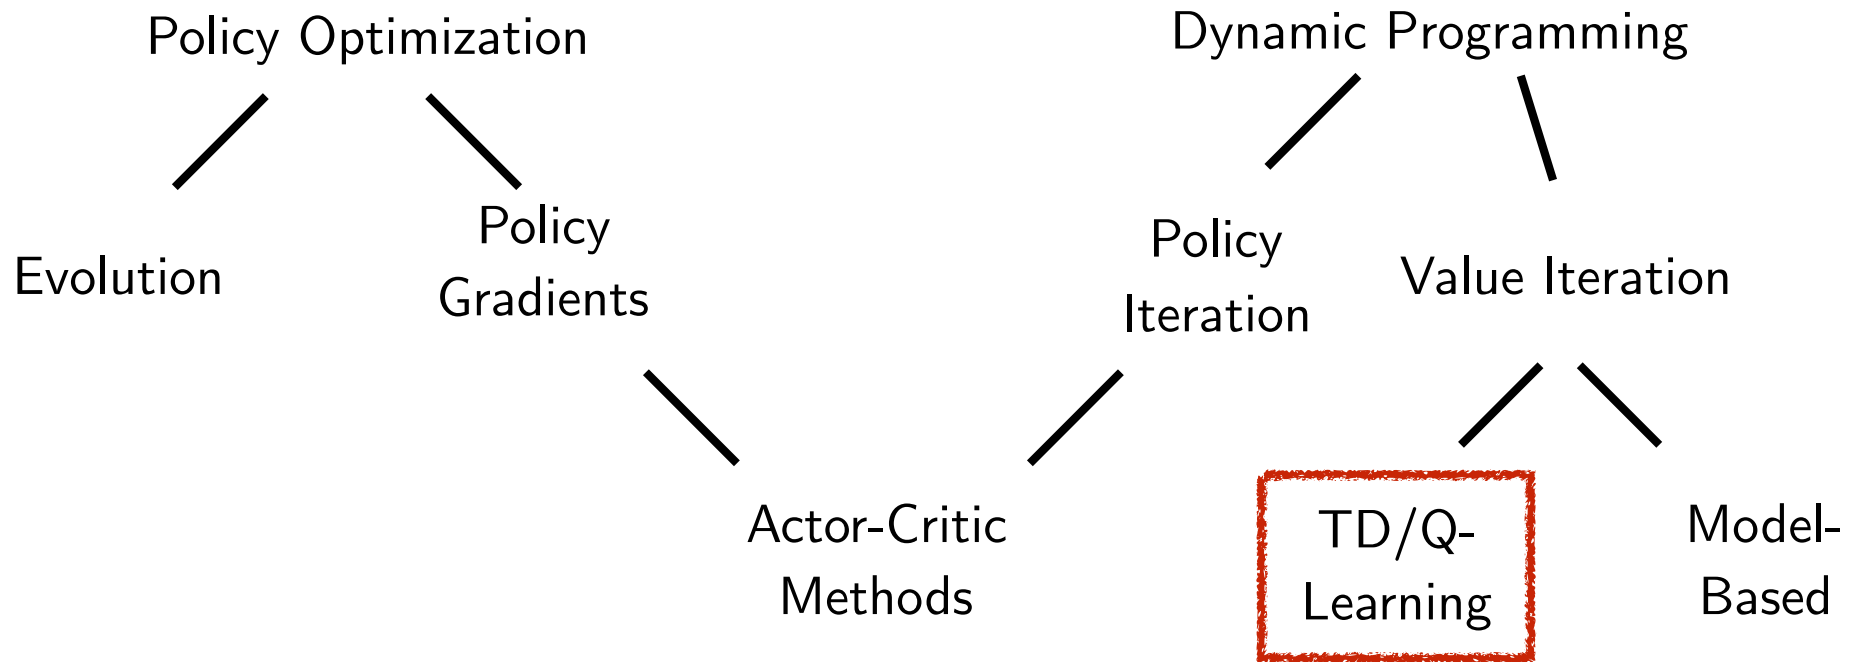 Policy Optimization
Dynamic Programming
Evolution
Policy
Gradients
Policy
Iteration
Value Iteration
Actor-Critic
Methods
TD/Q-
Learning
Model-
Based